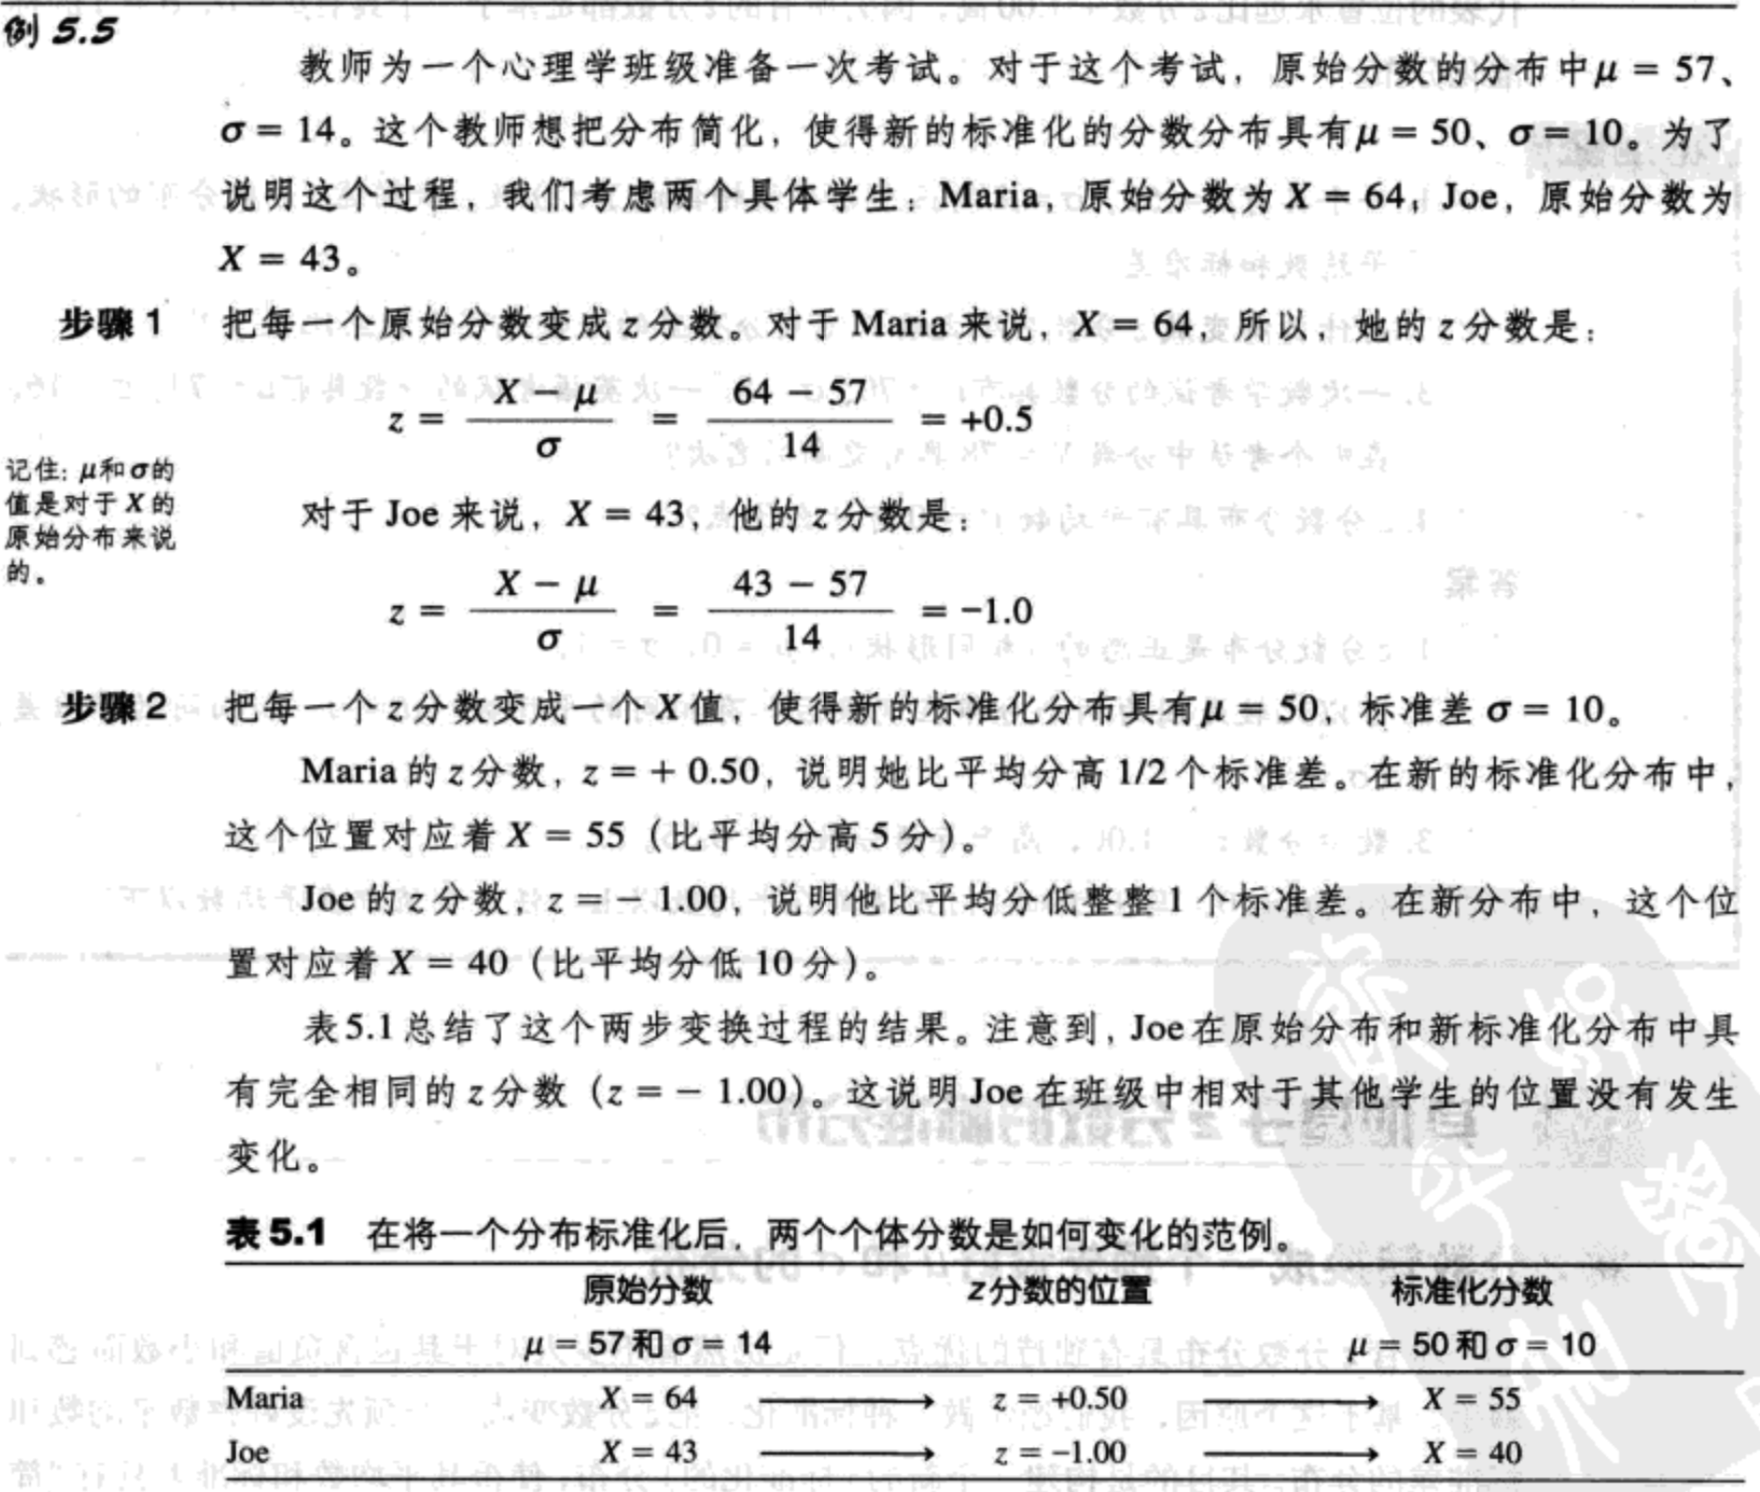 例 5.5
教师为一个心理学班级准备一次考试。对于这个考试，原始分数的分布中μ = 57、
σ = 14。这个教师想把分布简化，使得新的标准化的分数分布具有μ = 50、σ = 10。为了
说明这个过程，我们考虑两个具体学生：Maria，原始分数为 X = 64；Joe，原始分数为
X = 43。
步骤 1 把每一个原始分数变成 z 分数。对于 Maria 来说，X = 64，所以，她的 z 分数是：
z = (X − μ)/σ = (64 − 57)/14 = +0.5
记住：μ和σ的
值是对于 X 的
原始分布来说
的。
对于 Joe 来说，X = 43，他的 z 分数是：
z = (X − μ)/σ = (43 − 57)/14 = −1.0
步骤 2 把每一个 z 分数变成一个 X 值，使得新的标准化分布具有μ = 50，标准差 σ = 10。
Maria 的 z 分数，z = + 0.50，说明她比平均分高 1/2 个标准差。在新的标准化分布中，
这个位置对应着 X = 55（比平均分高 5 分）。
Joe 的 z 分数，z = − 1.00，说明他比平均分低整整 1 个标准差。在新分布中，这个位
置对应着 X = 40（比平均分低 10 分）。
表5.1总结了这个两步变换过程的结果。注意到，Joe在原始分布和新标准化分布中具
有完全相同的 z 分数（z = − 1.00）。这说明 Joe 在班级中相对于其他学生的位置没有发生
变化。
表 5.1 在将一个分布标准化后，两个个体分数是如何变化的范例。
原始分数 z分数的位置 标准化分数
μ = 57 和 σ = 14 μ = 50 和 σ = 10
Maria X = 64 → z = +0.50 → X = 55
Joe X = 43 → z = −1.00 → X = 40